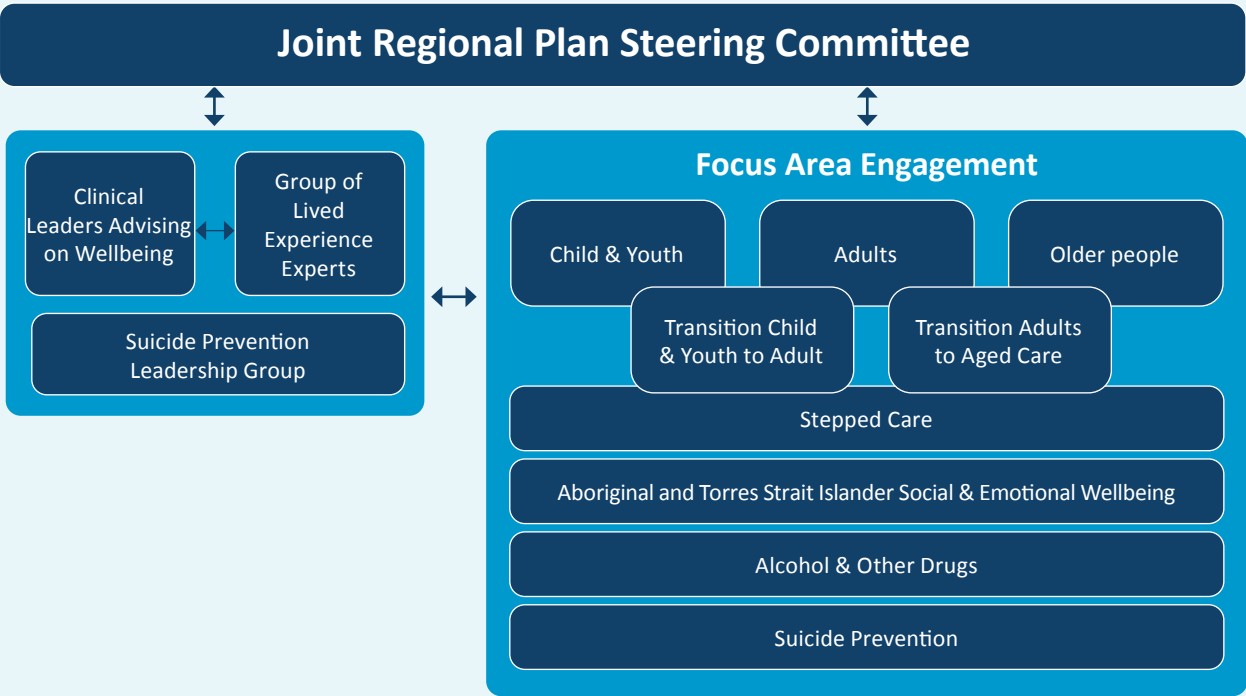 Joint Regional Plan Steering Committee
Clinical
Leaders Advising
on Wellbeing
Group of
Lived
Experience
Experts
Suicide Prevention
Leadership Group
Focus Area Engagement
Child & Youth
Adults
Older people
Transition Child
& Youth to Adult
Transition Adults
to Aged Care
Stepped Care
Aboriginal and Torres Strait Islander Social & Emotional Wellbeing
Alcohol & Other Drugs
Suicide Prevention